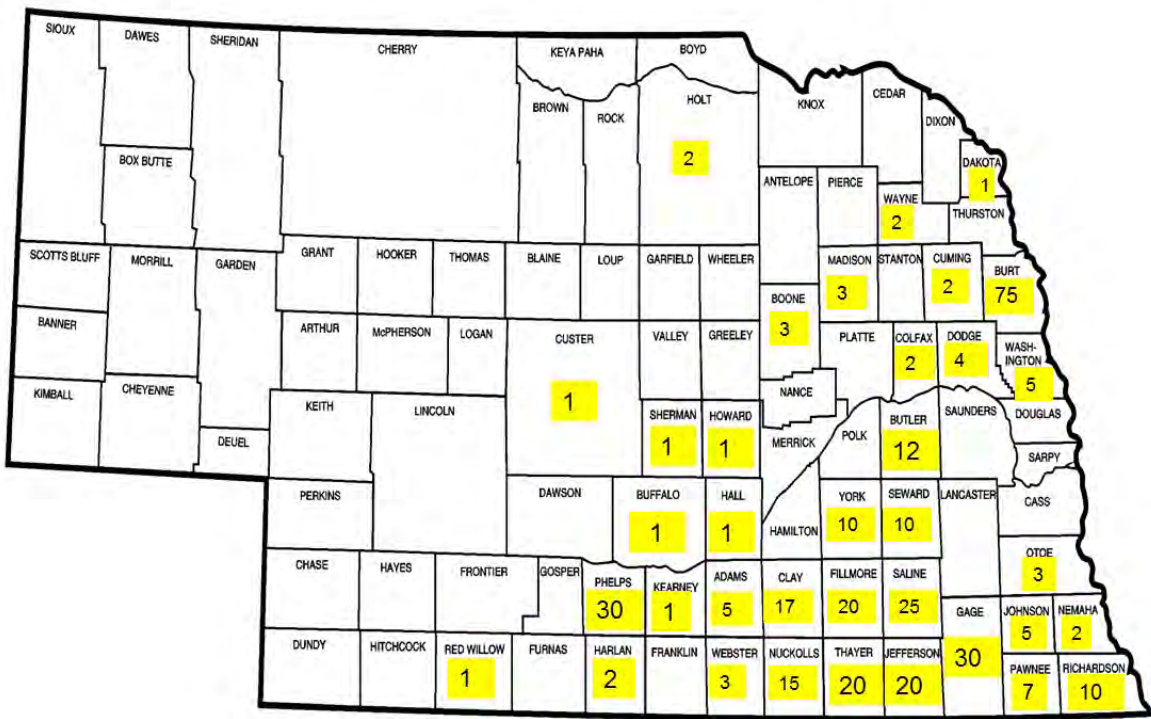 SIOUX
DAWES
SHERIDAN
CHERRY
KEYA PAHA
BOYD
BROWN
ROCK
HOLT
2
KNOX
CEDAR
DIXON
DAKOTA
1
BOX BUTTE
ANTELOPE
PIERCE
WAYNE
2
THURSTON
SCOTTS BLUFF
MORRILL
GARDEN
GRANT
HOOKER
THOMAS
BLAINE
LOUP
GARFIELD
WHEELER
MADISON
3
STANTON
CUMING
2
BURT
75
BANNER
ARTHUR
McPHERSON
LOGAN
CUSTER
1
VALLEY
GREELEY
BOONE
3
PLATTE
COLFAX
2
DODGE
4
WASH-
INGTON
5
KIMBALL
CHEYENNE
DEUEL
KEITH
LINCOLN
SHERMAN
1
HOWARD
1
NANCE
MERRICK
POLK
BUTLER
12
SAUNDERS
DOUGLAS
SARPY
PERKINS
DAWSON
BUFFALO
1
HALL
1
HAMILTON
YORK
10
SEWARD
10
LANCASTER
CASS
OTOE
3
CHASE
HAYES
FRONTIER
GOSPER
PHELPS
30
KEARNEY
1
ADAMS
5
CLAY
17
FILLMORE
20
SALINE
25
GAGE
30
JOHNSON
5
NEMAHA
2
DUNDY
HITCHCOCK
RED WILLOW
1
FURNAS
HARLAN
2
FRANKLIN
WEBSTER
3
NUCKOLLS
15
THAYER
20
JEFFERSON
20
PAWNEE
7
RICHARDSON
10